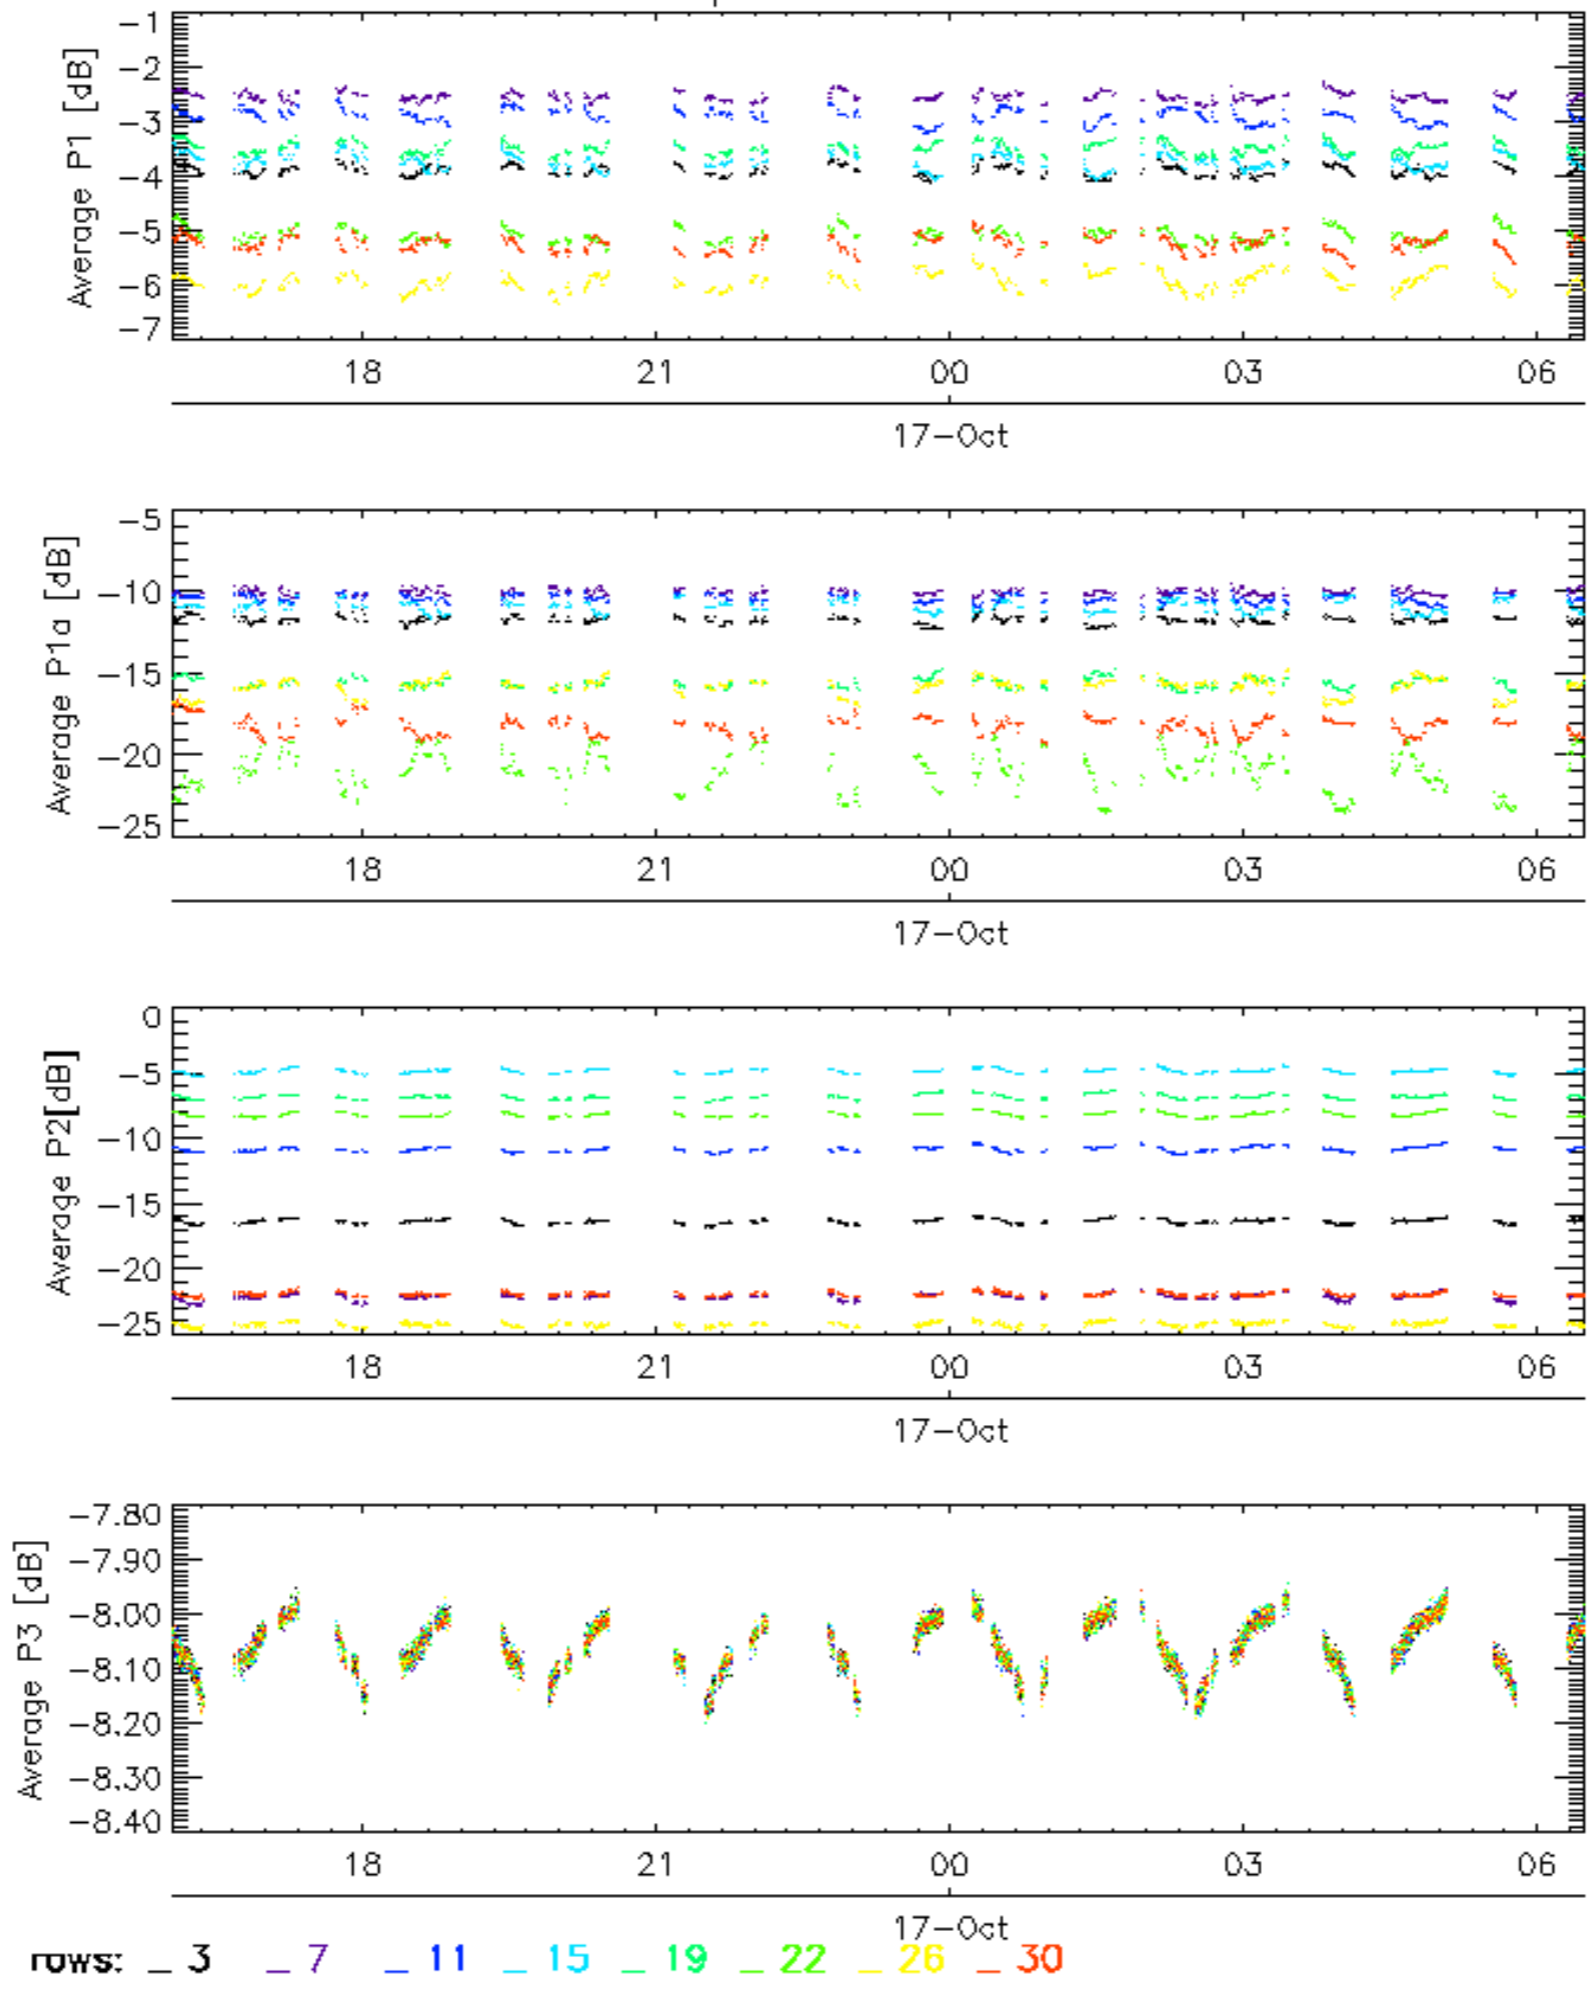 Average P1 [dB]
-1
-2
-3
-4
-5
-6
-7
18 21 00 03 06
17-Oct
Average P1a [dB]
-5
-10
-15
-20
-25
18 21 00 03 06
17-Oct
Average P2[dB]
0
-5
-10
-15
-20
-25
18 21 00 03 06
17-Oct
Average P3 [dB]
-7.80
-7.90
-8.00
-8.10
-8.20
-8.30
-8.40
18 21 00 03 06
17-Oct
rows: _ 3 _ 7 _ 11 _ 15 _ 19 _ 22 _ 26 _ 30